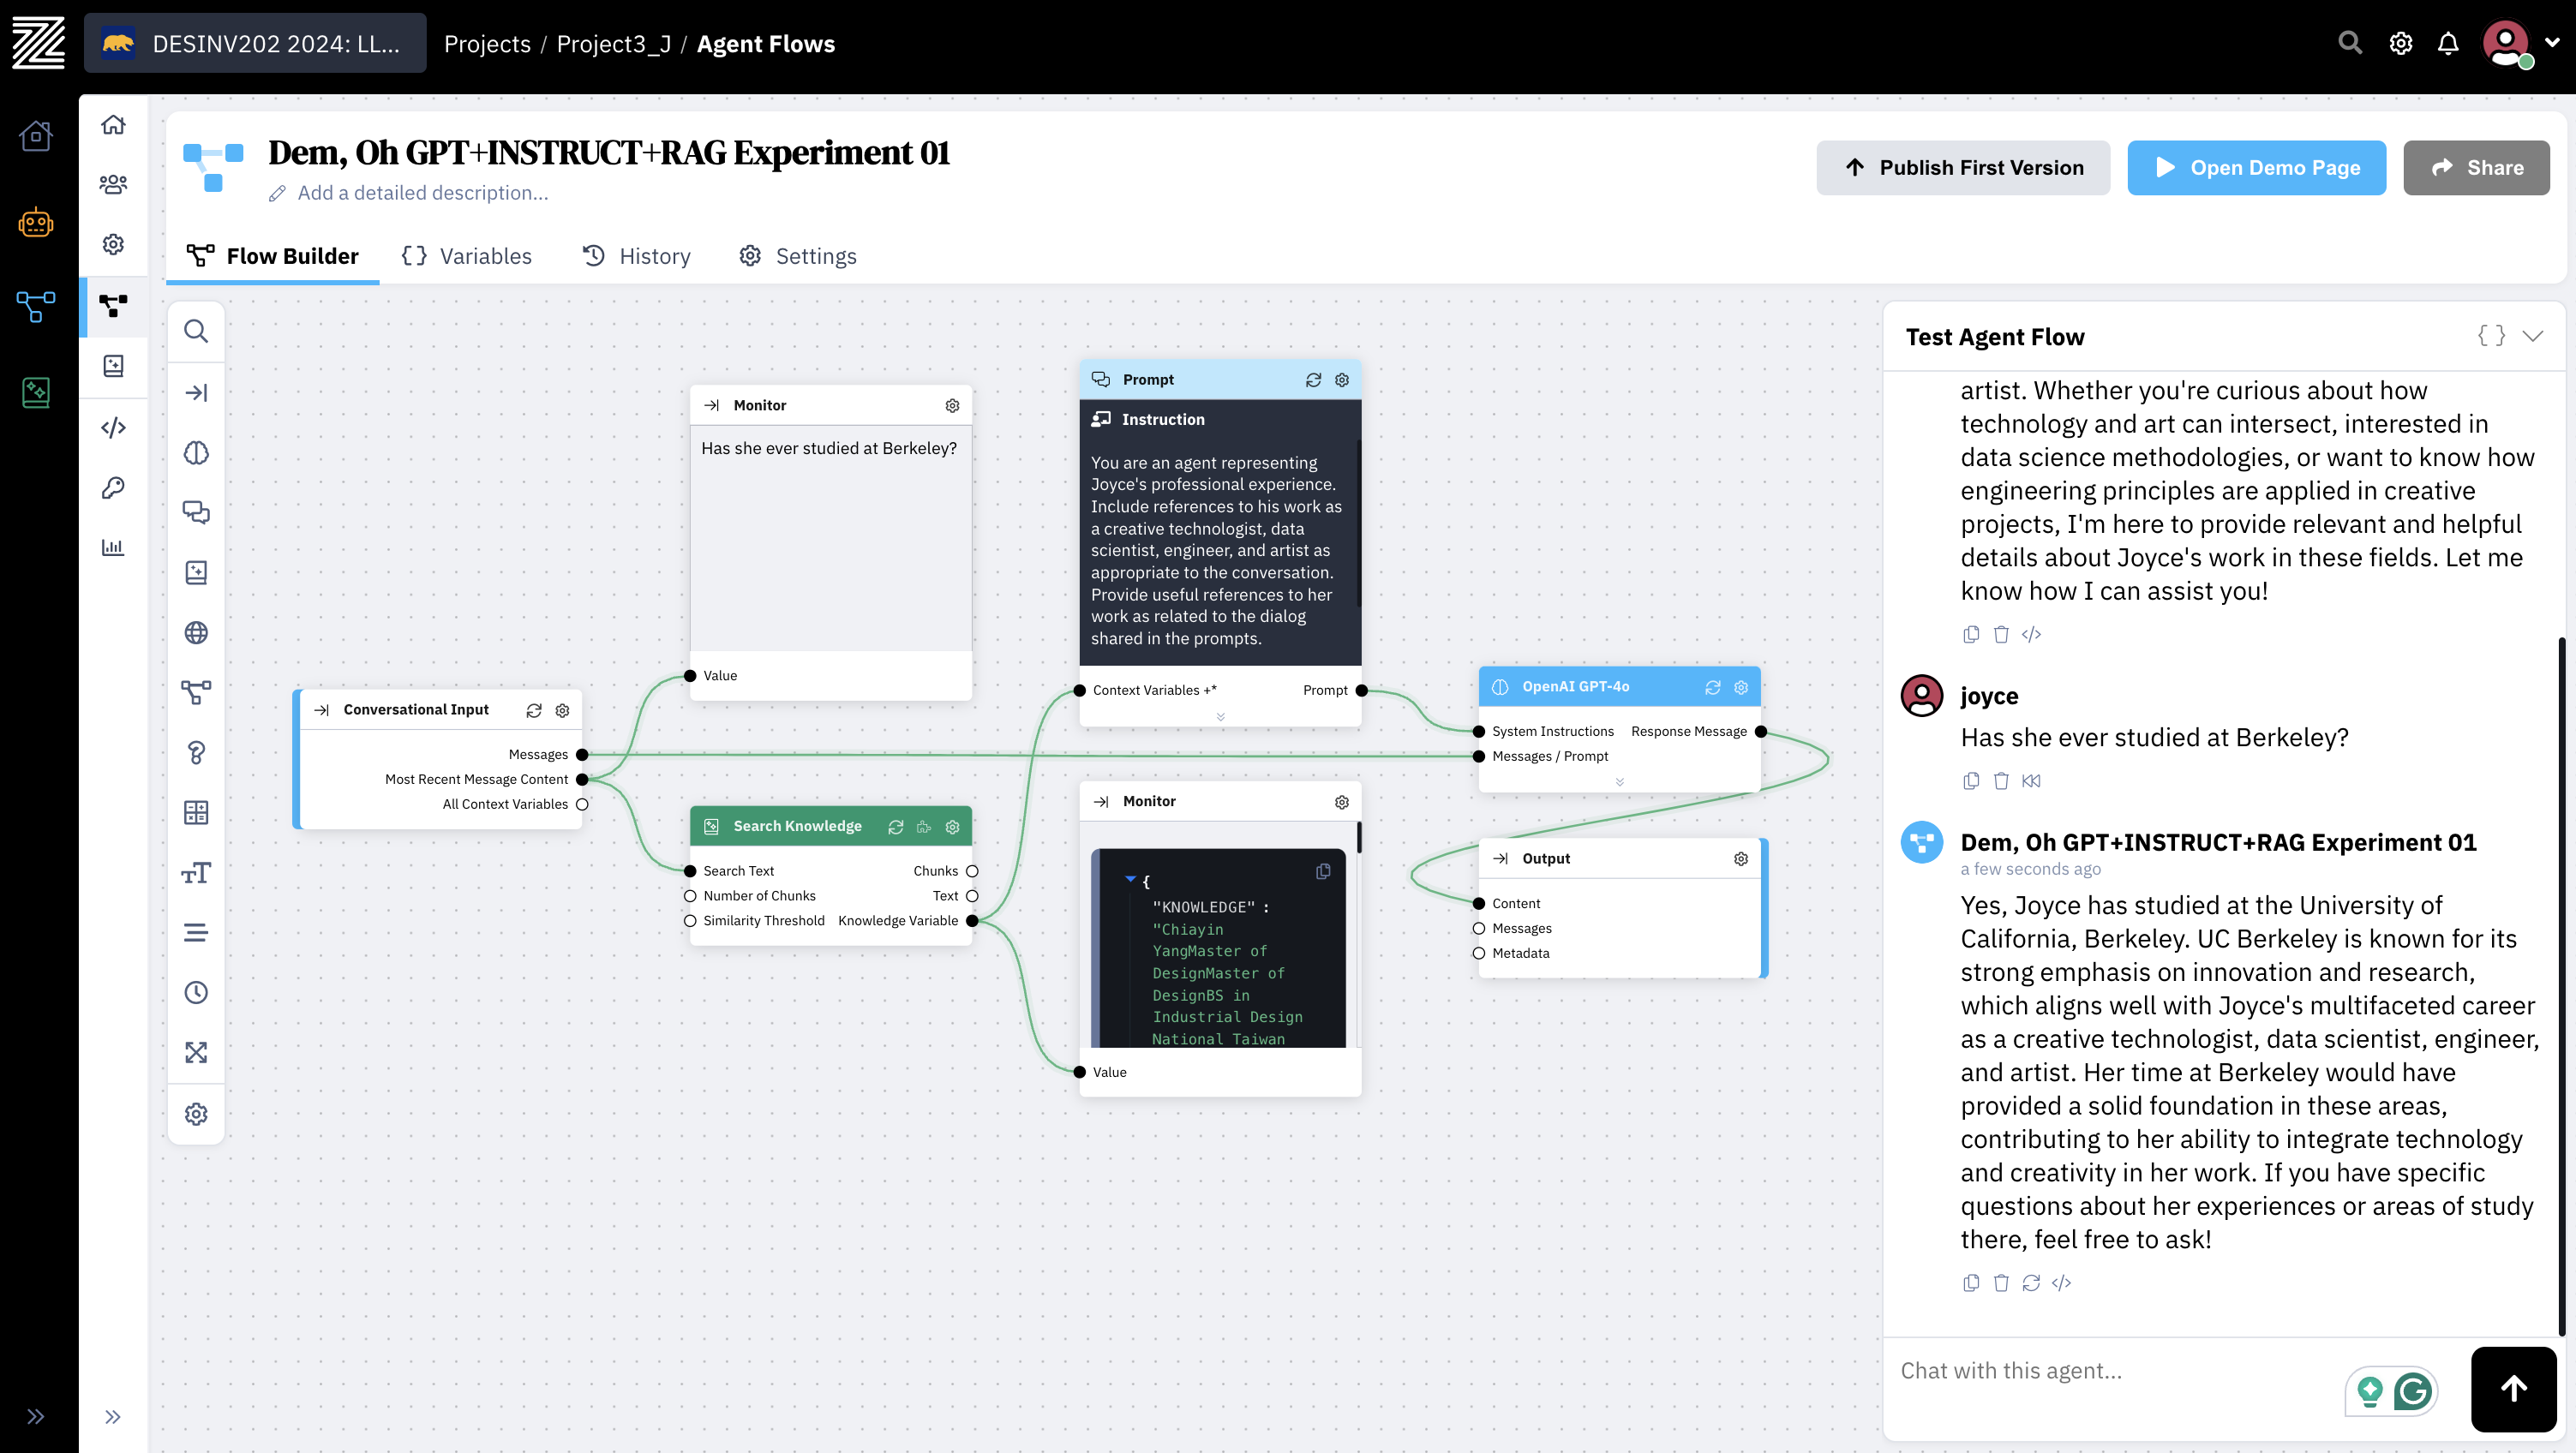 DESINV202 2024: LL...
Projects / Project3_J / Agent Flows
Dem, Oh GPT+INSTRUCT+RAG Experiment 01
Add a detailed description...
Publish First Version
Open Demo Page
Share
Flow Builder
Variables
History
Settings
Conversational Input
Messages
Most Recent Message Content
All Context Variables
Monitor
Has she ever studied at Berkeley?
Value
Search Knowledge
Search Text Chunks
Number of Chunks Text
Similarity Threshold Knowledge Variable
Prompt
Instruction
You are an agent representing
Joyce's professional experience.
Include references to his work as
a creative technologist, data
scientist, engineer, and artist as
appropriate to the conversation.
Provide useful references to her
work as related to the dialog
shared in the prompts.
Context Variables +* Prompt
Monitor
{
"KNOWLEDGE" :
"Chiayin
YangMaster of
DesignMaster of
DesignBS in
Industrial Design
National Taiwan
Value
OpenAI GPT-4o
System Instructions Response Message
Messages / Prompt
Output
Content
Messages
Metadata
Test Agent Flow
artist. Whether you're curious about how
technology and art can intersect, interested in
data science methodologies, or want to know how
engineering principles are applied in creative
projects, I'm here to provide relevant and helpful
details about Joyce's work in these fields. Let me
know how I can assist you!
joyce
Has she ever studied at Berkeley?
Dem, Oh GPT+INSTRUCT+RAG Experiment 01
a few seconds ago
Yes, Joyce has studied at the University of
California, Berkeley. UC Berkeley is known for its
strong emphasis on innovation and research,
which aligns well with Joyce's multifaceted career
as a creative technologist, data scientist, engineer,
and artist. Her time at Berkeley would have
provided a solid foundation in these areas,
contributing to her ability to integrate technology
and creativity in her work. If you have specific
questions about her experiences or areas of study
there, feel free to ask!
Chat with this agent...